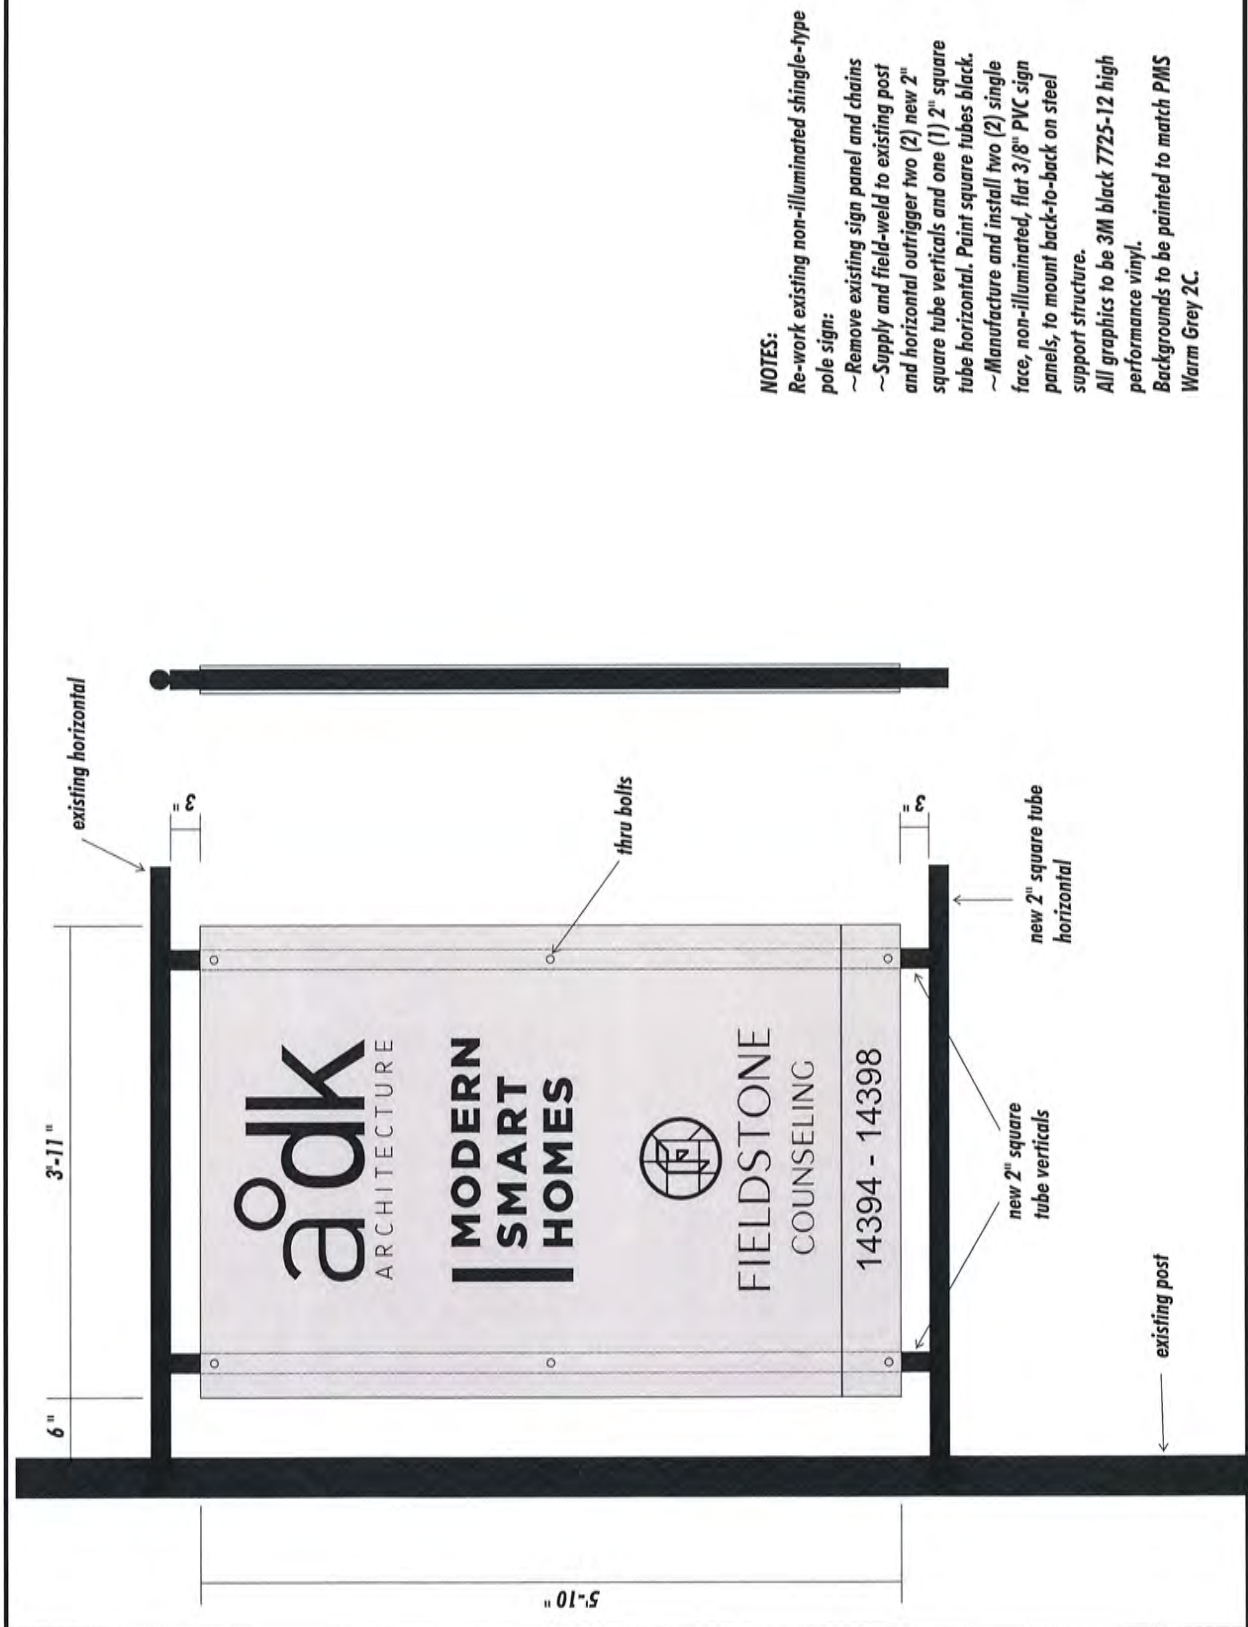 3'-11"
6"
existing horizontal
3"
ådk
ARCHITECTURE
MODERN
SMART
HOMES
FIELDSTONE
COUNSELING
14394 - 14398
thru bolts
3"
5'-10"
new 2" square tube
horizontal
new 2" square
tube verticals
existing post
NOTES:
Re-work existing non-illuminated shingle-type
pole sign:
~Remove existing sign panel and chains
~Supply and field-weld to existing post
and horizontal outrigger two (2) new 2"
square tube verticals and one (1) 2" square
tube horizontal. Paint square tubes black.
~Manufacture and install two (2) single
face, non-illuminated, flat 3/8" PVC sign
panels, to mount back-to-back on steel
support structure.
All graphics to be 3M black 7725-12 high
performance vinyl.
Backgrounds to be painted to match PMS
Warm Grey 2C.